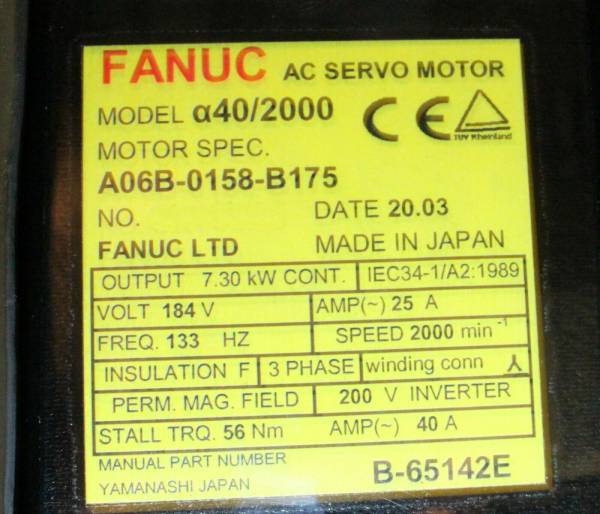 FANUC AC SERVO MOTOR
MODEL α40/2000
CE
TUV Rheinland
MOTOR SPEC.
A06B-0158-B175
NO. DATE 20.03
FANUC LTD MADE IN JAPAN
OUTPUT 7.30 kW CONT. IEC34-1/A2:1989
VOLT 184 V AMP(~) 25 A
FREQ. 133 HZ SPEED 2000 min⁻¹
INSULATION F 3 PHASE winding conn
PERM. MAG. FIELD 200 V INVERTER
STALL TRQ. 56 Nm AMP(~) 40 A
MANUAL PART NUMBER B-65142E
YAMANASHI JAPAN